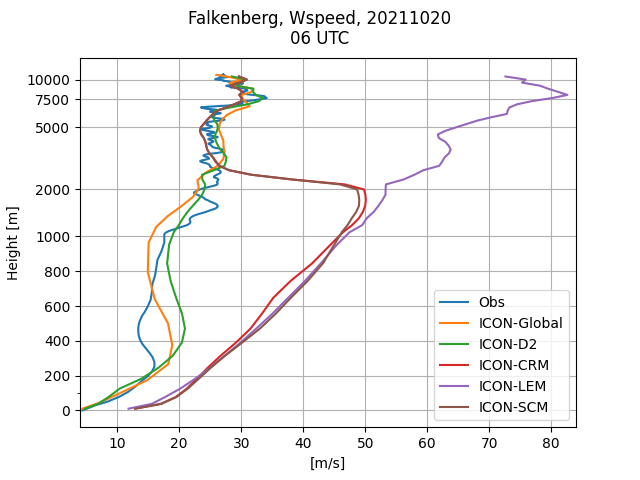 Falkenberg, Wspeed, 20211020
06 UTC
10000
7500
5000
2000
1000
800
600
400
200
0
Height [m]
Obs
ICON-Global
ICON-D2
ICON-CRM
ICON-LEM
ICON-SCM
10 20 30 40 50 60 70 80
[m/s]